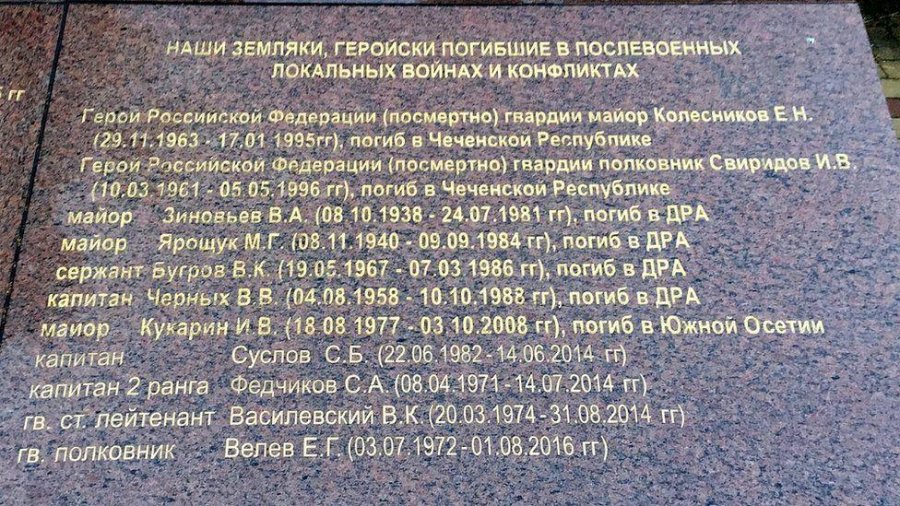 НАШИ ЗЕМЛЯКИ, ГЕРОЙСКИ ПОГИБШИЕ В ПОСЛЕВОЕННЫХ
ЛОКАЛЬНЫХ ВОЙНАХ И КОНФЛИКТАХ
гг
Герой Российской Федерации (посмертно) гвардии майор Колесников Е.Н.
(29.11.1963 - 17.01 1995гг), погиб в Чеченской Республике
Герой Российской Федерации (посмертно) гвардии полковник Свиридов И.В.
(10.03 1961 - 05.05.1996 гг), погиб в Чеченской Республике
майор Зиновьев В.А. (08 10.1938 - 24.07.1981 гг), погиб в ДРА
майор Ярощук М.Г. (08.11.1940 - 09.09.1984 гг), погиб в ДРА
сержант Бугров В.К. (19.05.1967 - 07.03 1986 гг), погиб в ДРА
капитан Черных В.В. (04.08.1958 - 10.10.1988 гг), погиб в ДРА
майор Кукарин И В. (18 08 1977 - 03.10.2008 гг), погиб в Южной Осетии
капитан Суслов С.Б. (22.06.1982 - 14.06.2014 гг)
капитан 2 ранга Федчиков С.А. (08.04.1971 - 14.07.2014 гг)
гв. ст. лейтенант Василевский В.К. (20.03.1974 - 31.08.2014 гг)
гв. полковник Велев Е.Г. (03.07.1972 - 01.08.2016 гг)